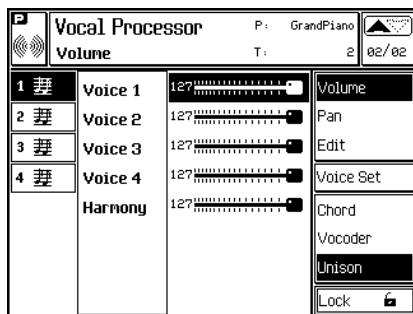 P Vocal Processor P: GrandPiano
Volume T: 2 02/02
1 Voice 1 127 Volume
2 Voice 2 127 Pan
3 Voice 3 127 Edit
4 Voice 4 127 Voice Set
Harmony 127 Chord
Vocoder
Unison
Lock